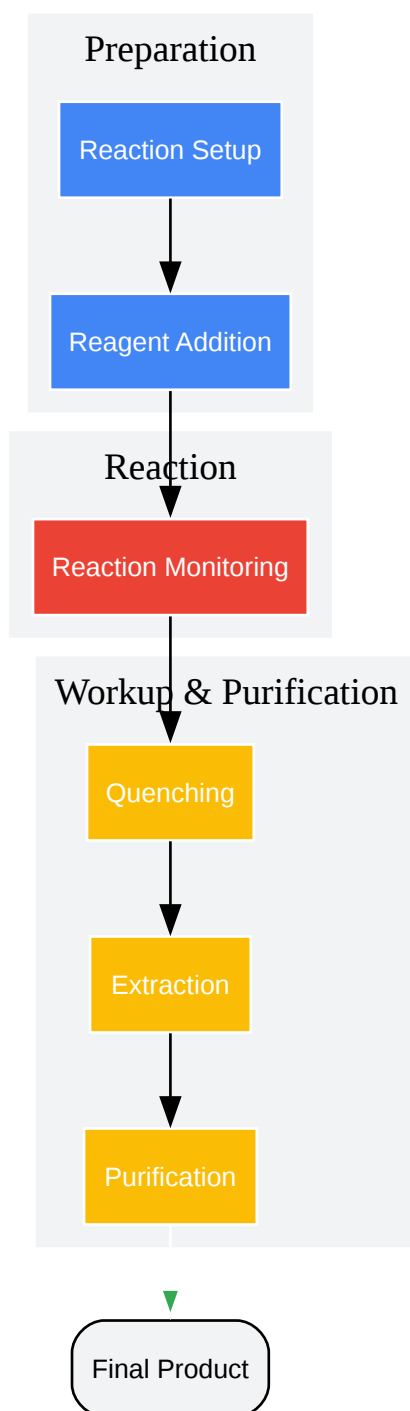 Preparation
Reaction Setup
Reagent Addition
Reaction
Reaction Monitoring
Workup & Purification
Quenching
Extraction
Purification
Final Product